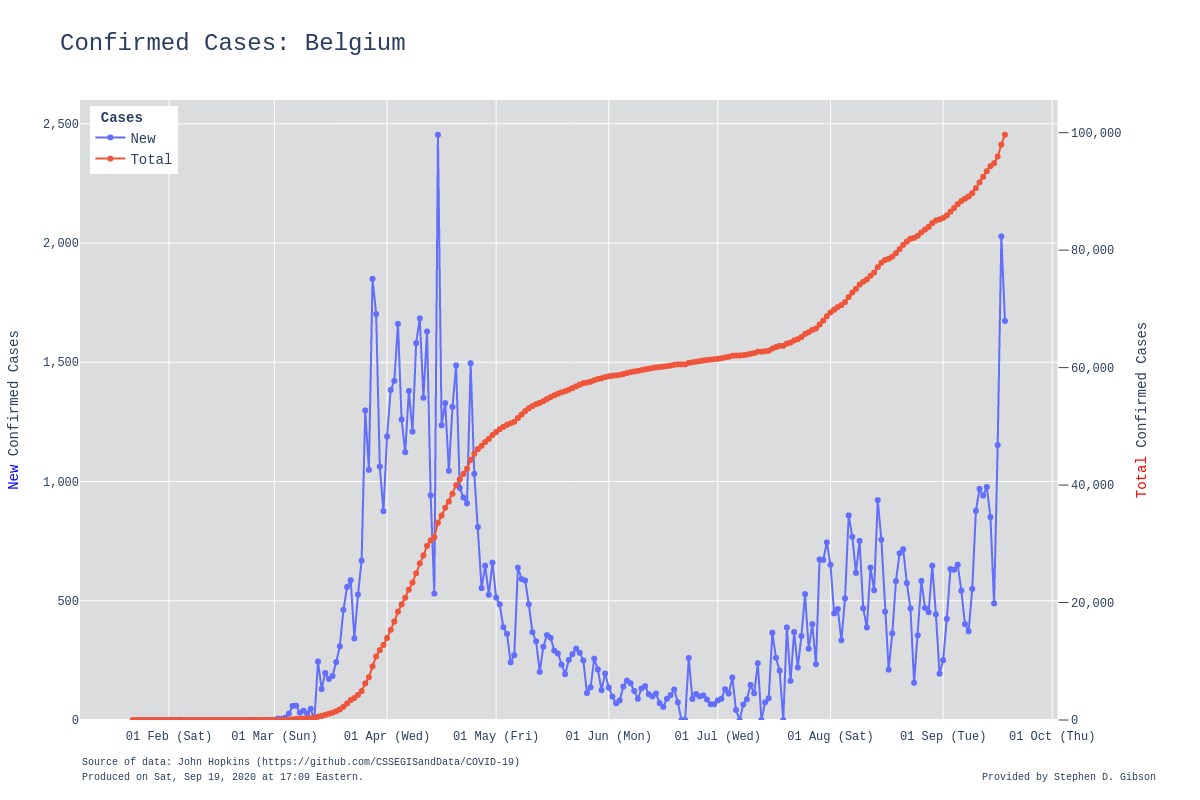 Confirmed Cases: Belgium
Cases
New
Total
2,500
2,000
1,500
1,000
500
0
100,000
80,000
60,000
40,000
20,000
0
New Confirmed Cases
Total Confirmed Cases
01 Feb (Sat) 01 Mar (Sun) 01 Apr (Wed) 01 May (Fri) 01 Jun (Mon) 01 Jul (Wed) 01 Aug (Sat) 01 Sep (Tue) 01 Oct (Thu)
Source of data: John Hopkins (https://github.com/CSSEGISandData/COVID-19)
Produced on Sat, Sep 19, 2020 at 17:09 Eastern.
Provided by Stephen D. Gibson